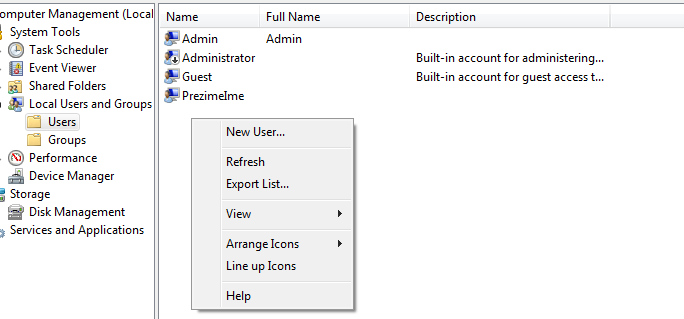 omputer Management (Local
System Tools
Task Scheduler
Event Viewer
Shared Folders
Local Users and Groups
Users
Groups
Performance
Device Manager
Storage
Disk Management
Services and Applications
Name Full Name Description
Admin Admin
Administrator Built-in account for administering...
Guest Built-in account for guest access t...
PrezimeIme
New User...
Refresh
Export List...
View
Arrange Icons
Line up Icons
Help